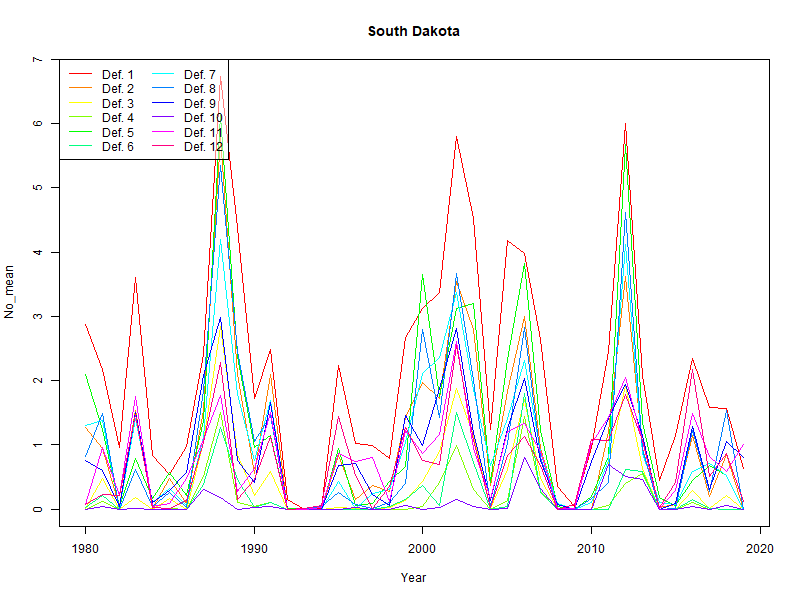 South Dakota
Def. 1 Def. 7
Def. 2 Def. 8
Def. 3 Def. 9
Def. 4 Def. 10
Def. 5 Def. 11
Def. 6 Def. 12
7
6
5
4
3
2
1
0
No_mean
1980 1990 2000 2010 2020
Year